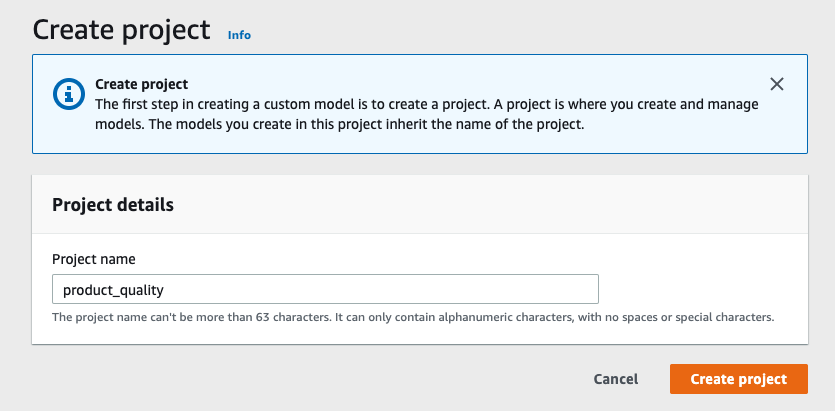 Create project Info
Create project
The first step in creating a custom model is to create a project. A project is where you create and manage
models. The models you create in this project inherit the name of the project.
Project details
Project name
product_quality
The project name can't be more than 63 characters. It can only contain alphanumeric characters, with no spaces or special characters.
Cancel Create project